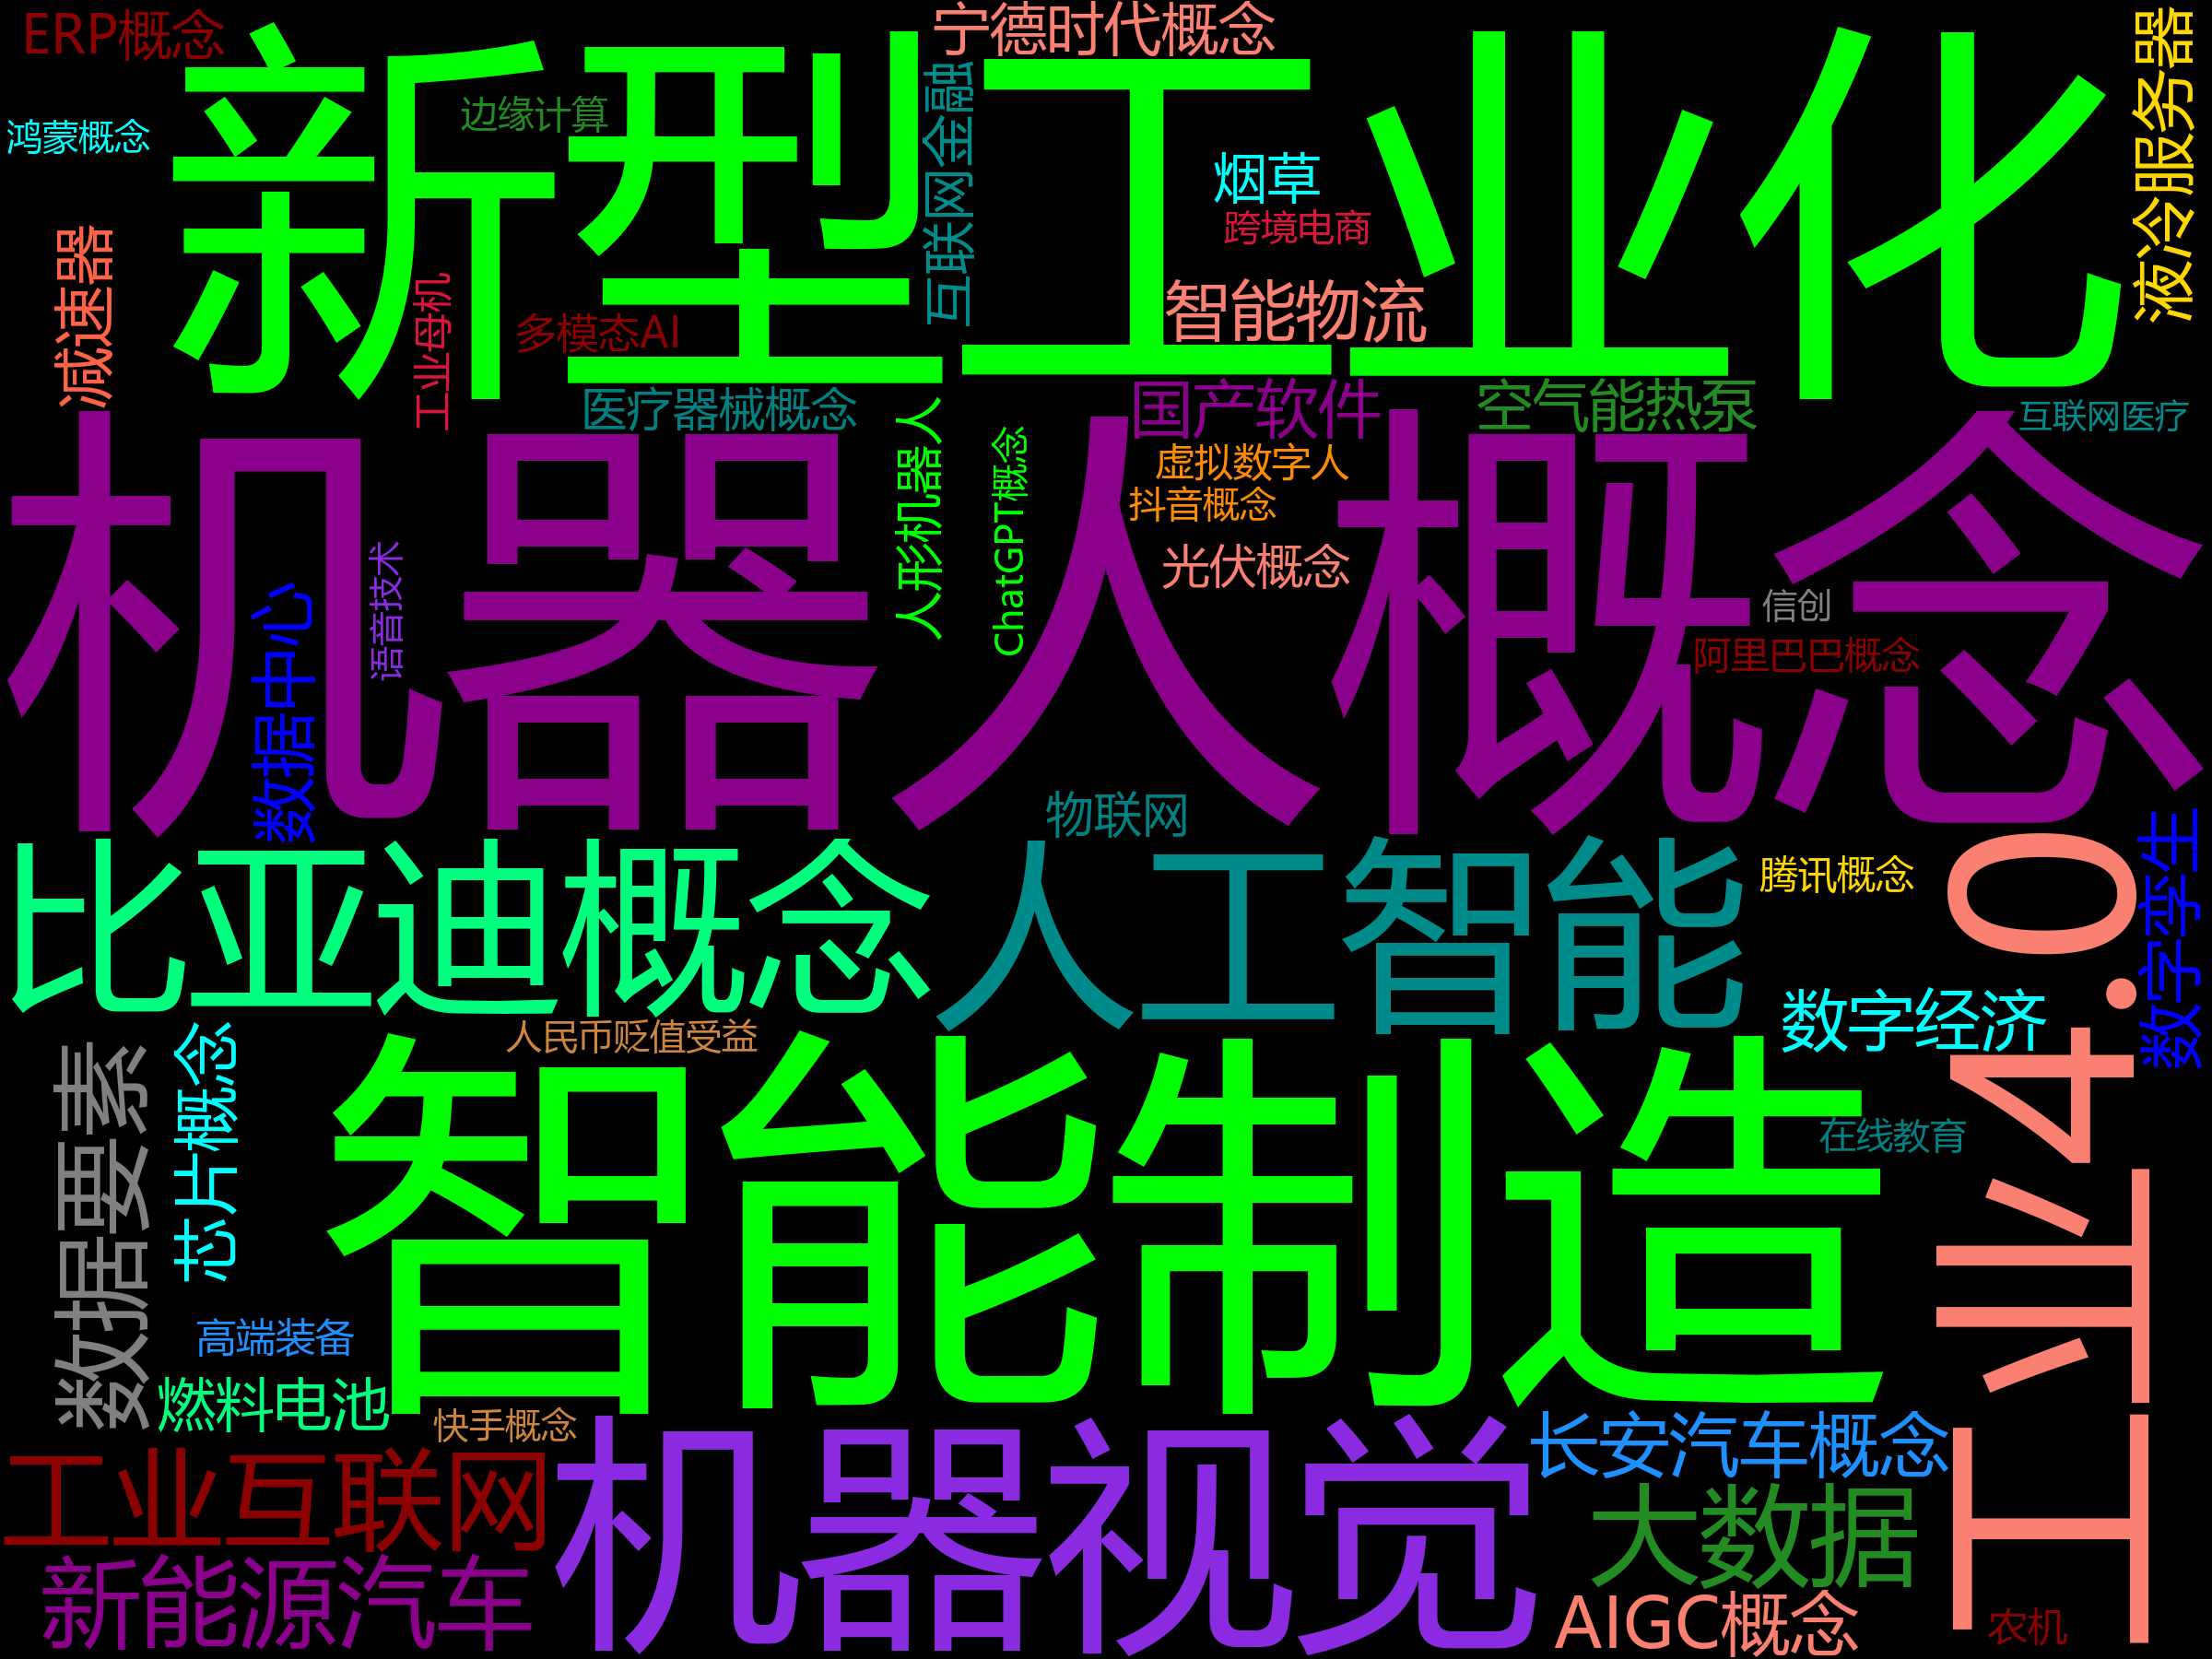 ERP概念
宁德时代概念
新型工业化
液冷服务器
鸿蒙概念
边缘计算
互联网金融
烟草
跨境电商
减速器
工业母机
多模态AI
智能物流
医疗器械概念
国产软件
空气能热泵
互联网医疗
机器人概念
人形机器人
ChatGPT概念
虚拟数字人
抖音概念
光伏概念
语音技术
数据中心
信创
阿里巴巴概念
物联网
比亚迪概念
人工智能
腾讯概念
工业4.0
数字孪生
数字经济
人民币贬值受益
数据要素
芯片概念
智能制造
在线教育
高端装备
燃料电池
快手概念
长安汽车概念
工业互联网
机器视觉
大数据
新能源汽车
AIGC概念
农机